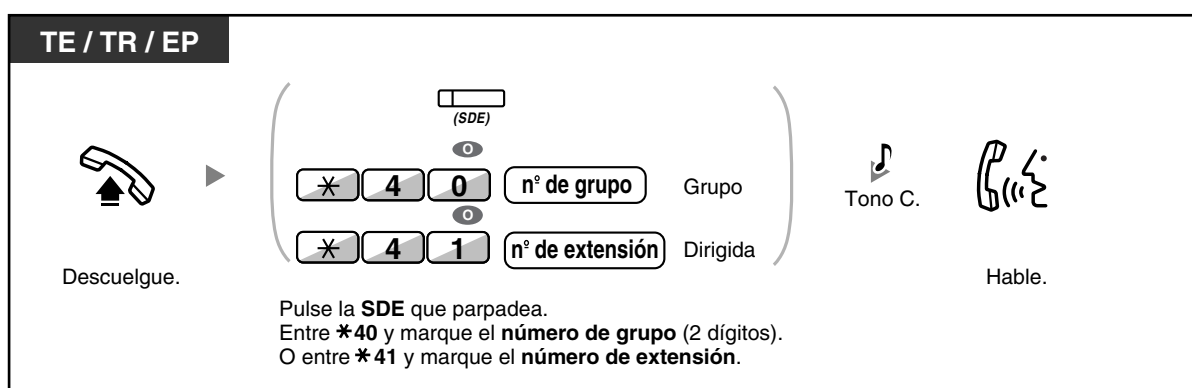 TE / TR / EP
(SDE)
O
* 4 0 nº de grupo Grupo
O
* 4 1 nº de extensión Dirigida
Tono C.
Descuelgue.
Hable.
Pulse la SDE que parpadea.
Entre *40 y marque el número de grupo (2 dígitos).
O entre *41 y marque el número de extensión.